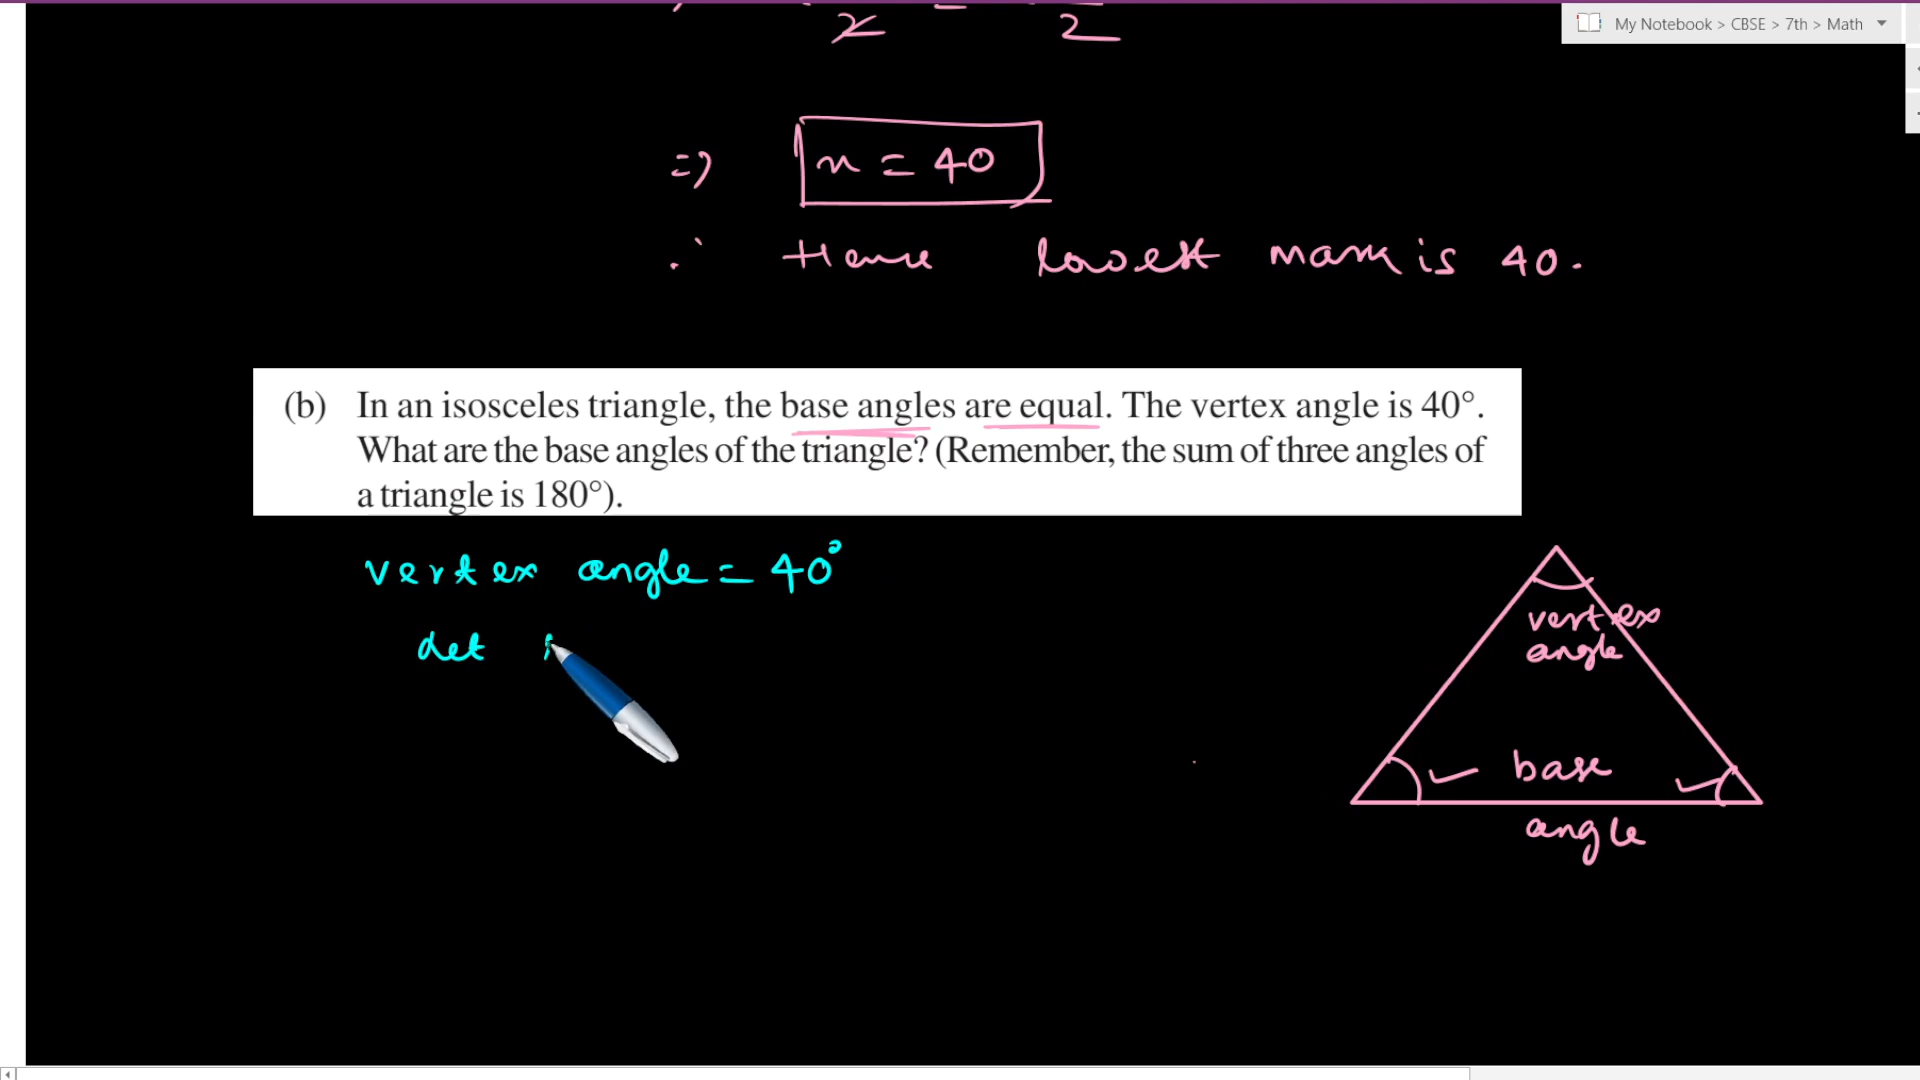 2 = 2
My Notebook > CBSE > 7th > Math
=> x = 40
∴ Hence lowest mark is 40.
(b) In an isosceles triangle, the base angles are equal. The vertex angle is 40°.
What are the base angles of the triangle? (Remember, the sum of three angles of
a triangle is 180°).
vertex angle = 40°
Let
vertex
angle
base
angle